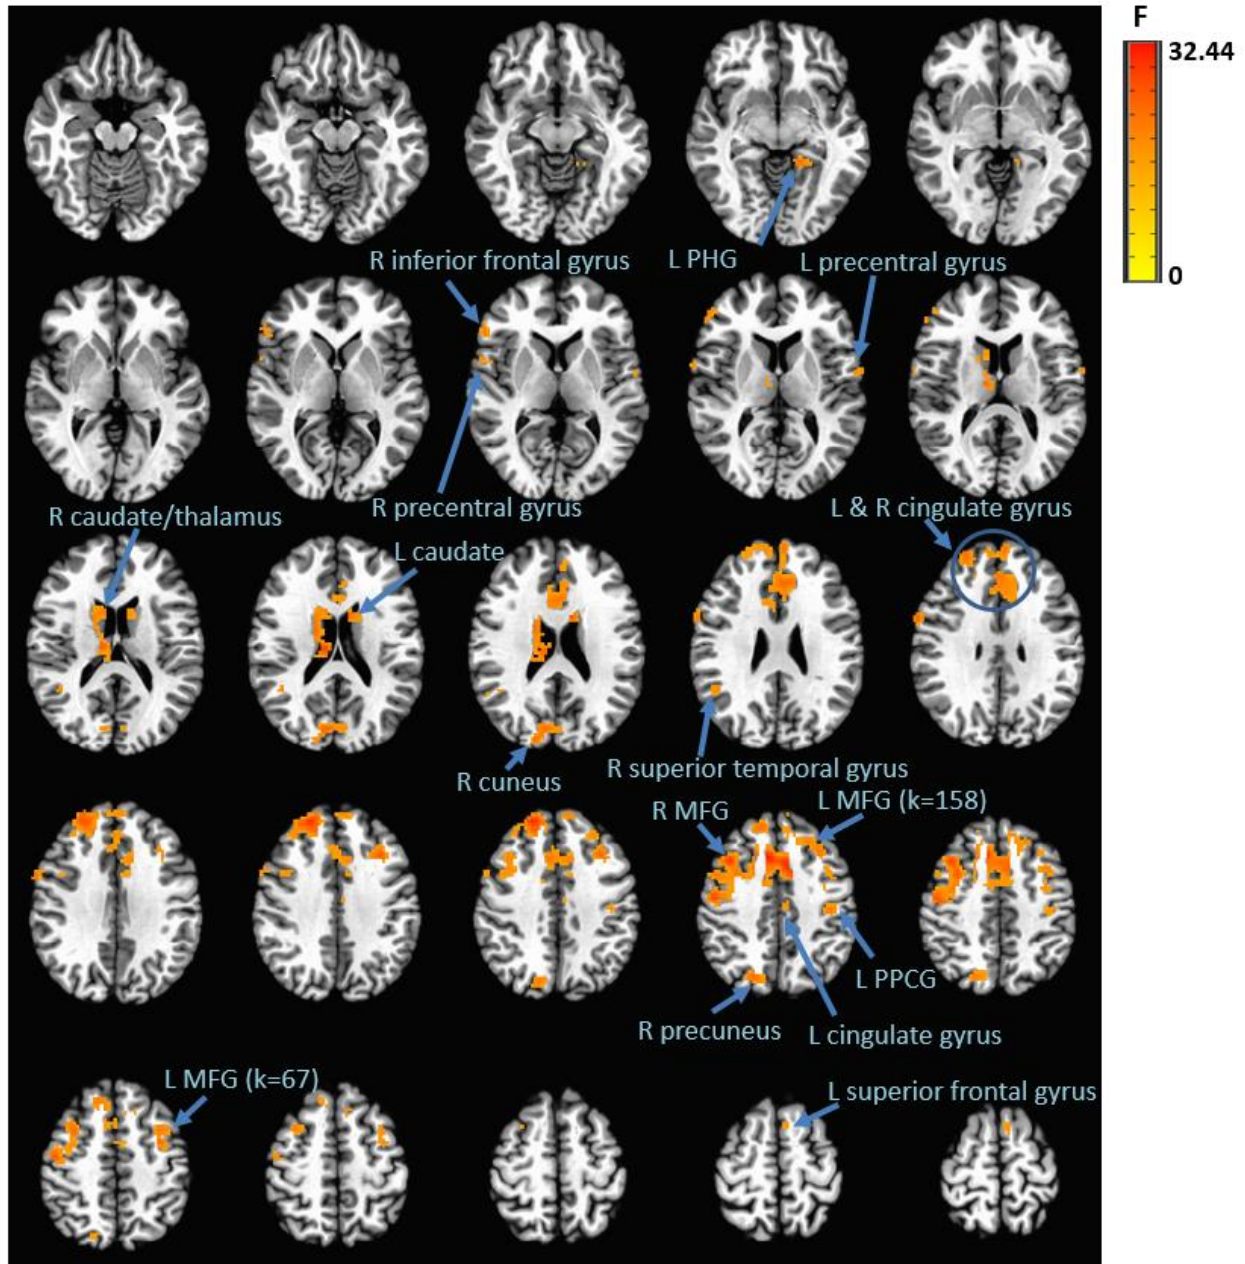 F
32.44
0
R inferior frontal gyrus
L PHG
L precentral gyrus
R caudate/thalamus
R precentral gyrus
L & R cingulate gyrus
L caudate
R cuneus
R superior temporal gyrus
R MFG
L MFG (k=158)
L PPCG
R precuneus
L cingulate gyrus
L MFG (k=67)
L superior frontal gyrus